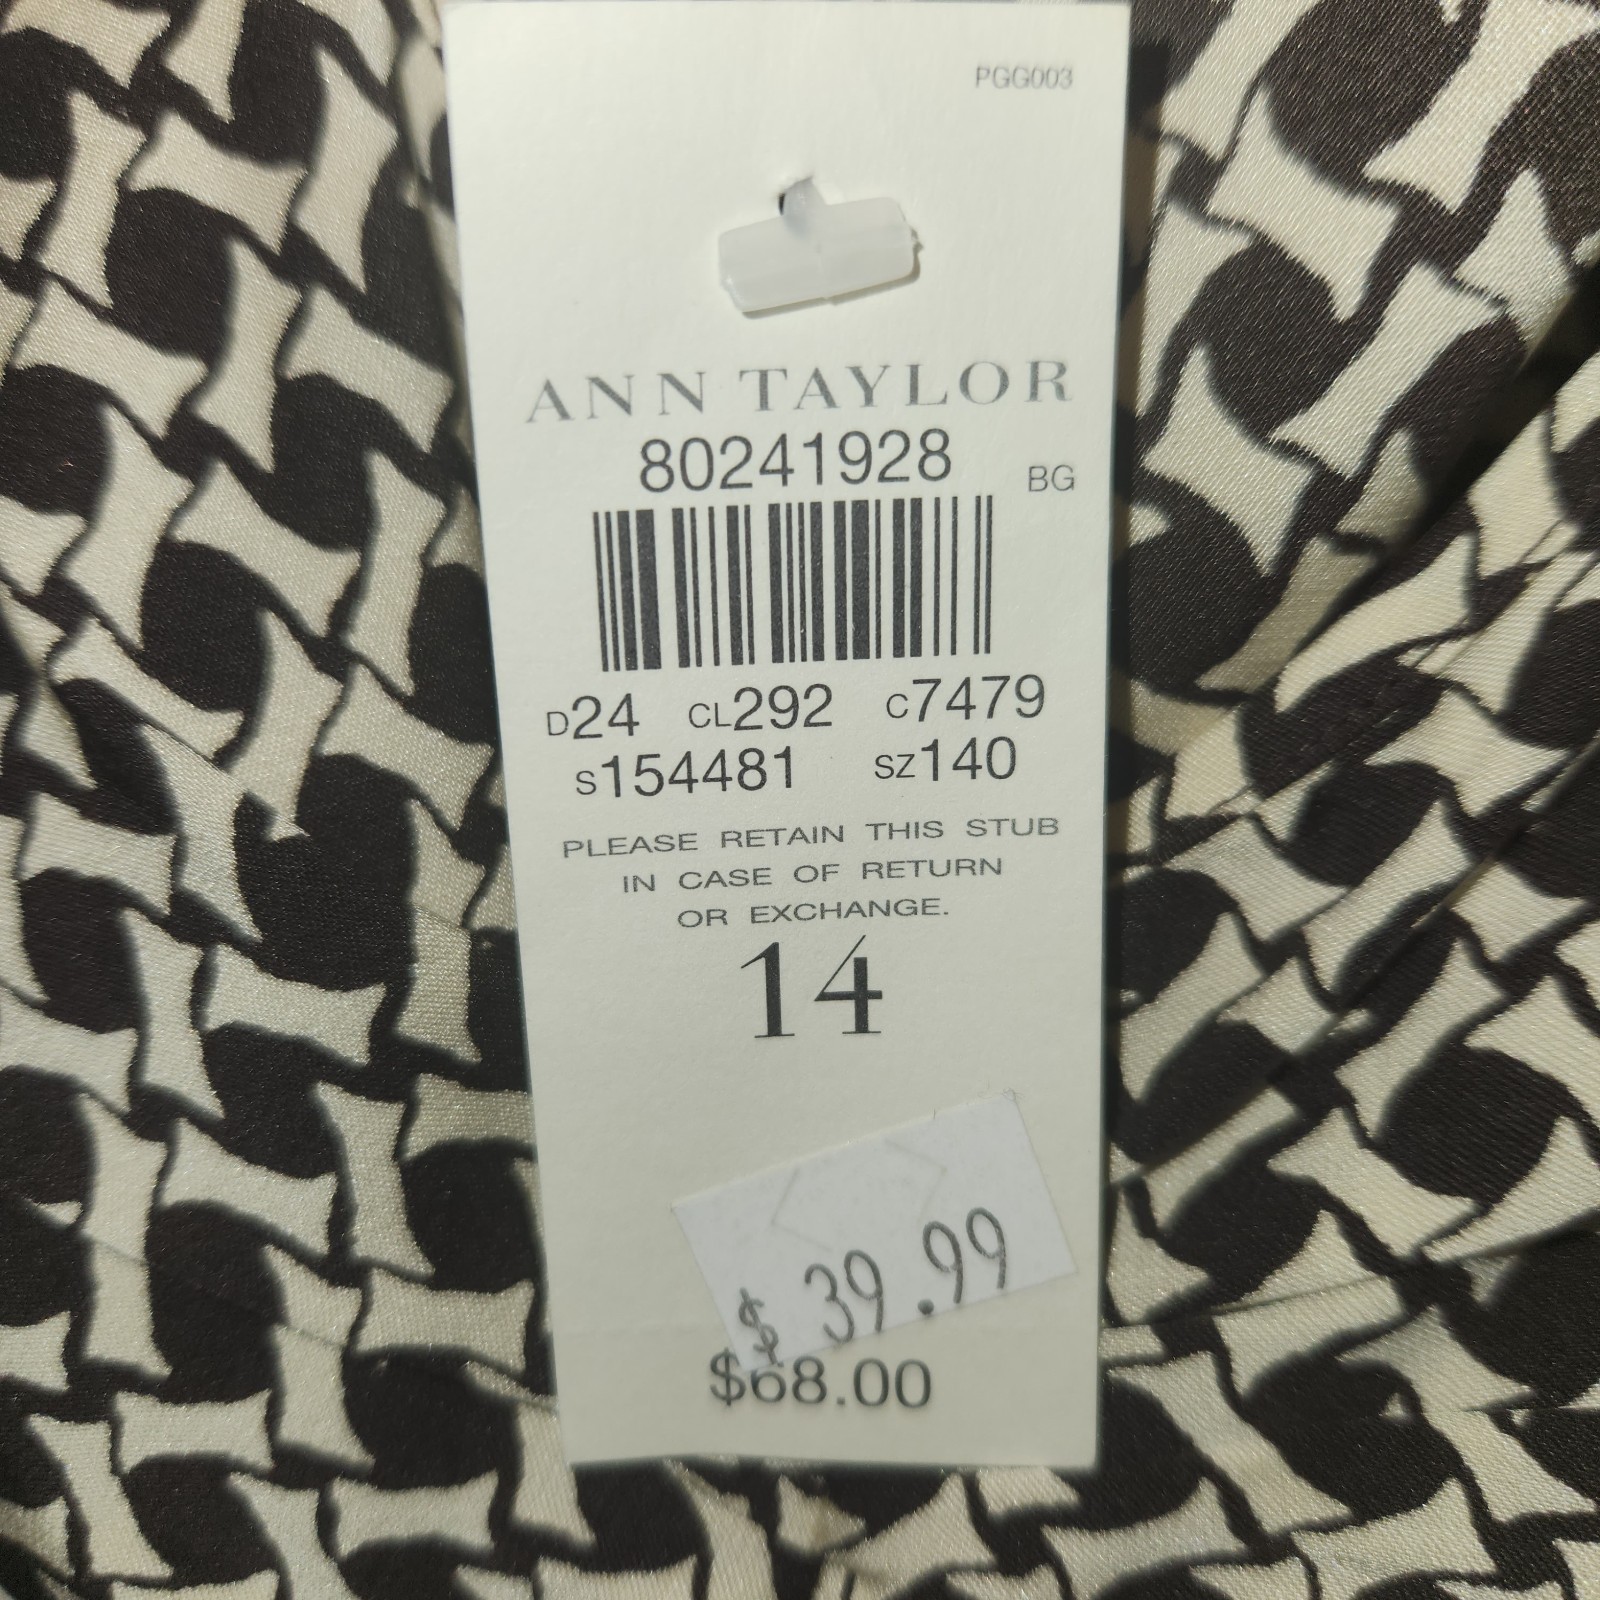 PGG003
ANN TAYLOR
80241928
BG
D24 CL292 C7479
S154481 SZ140
PLEASE RETAIN THIS STUB
IN CASE OF RETURN
OR EXCHANGE.
14
$39.99
$68.00